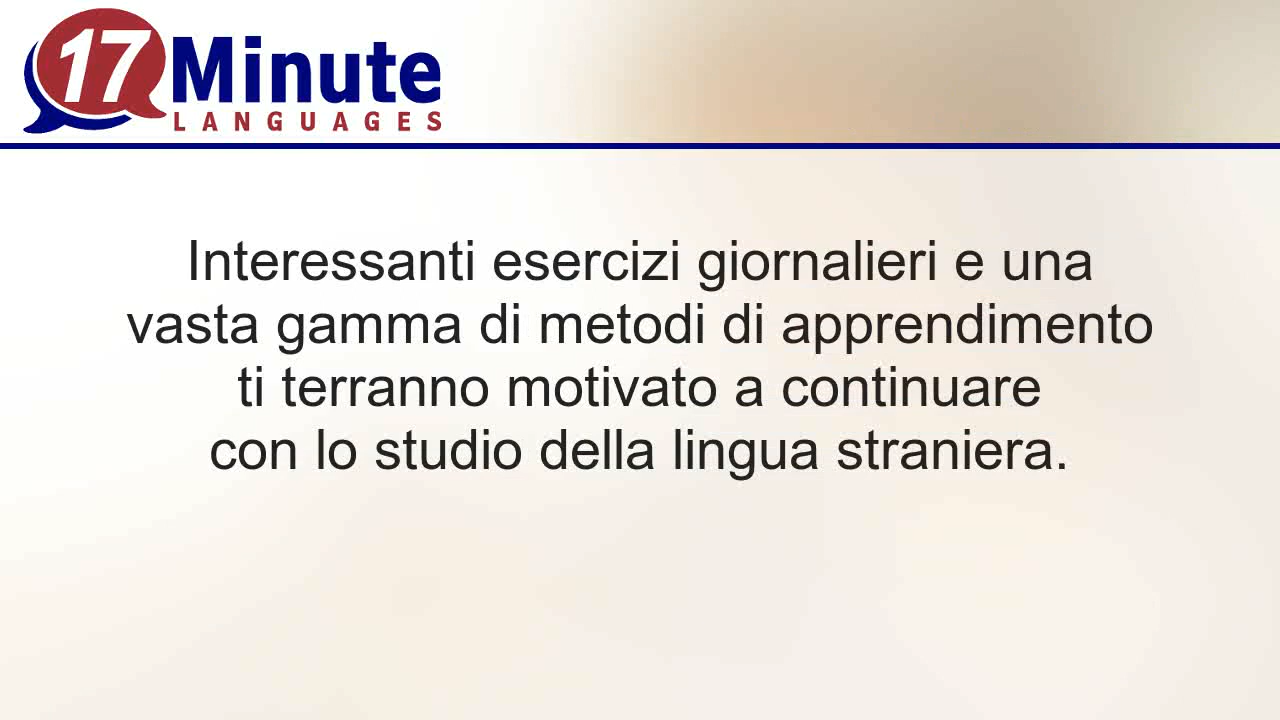 17 Minute
LANGUAGES
Interessanti esercizi giornalieri e una
vasta gamma di metodi di apprendimento
ti terranno motivato a continuare
con lo studio della lingua straniera.